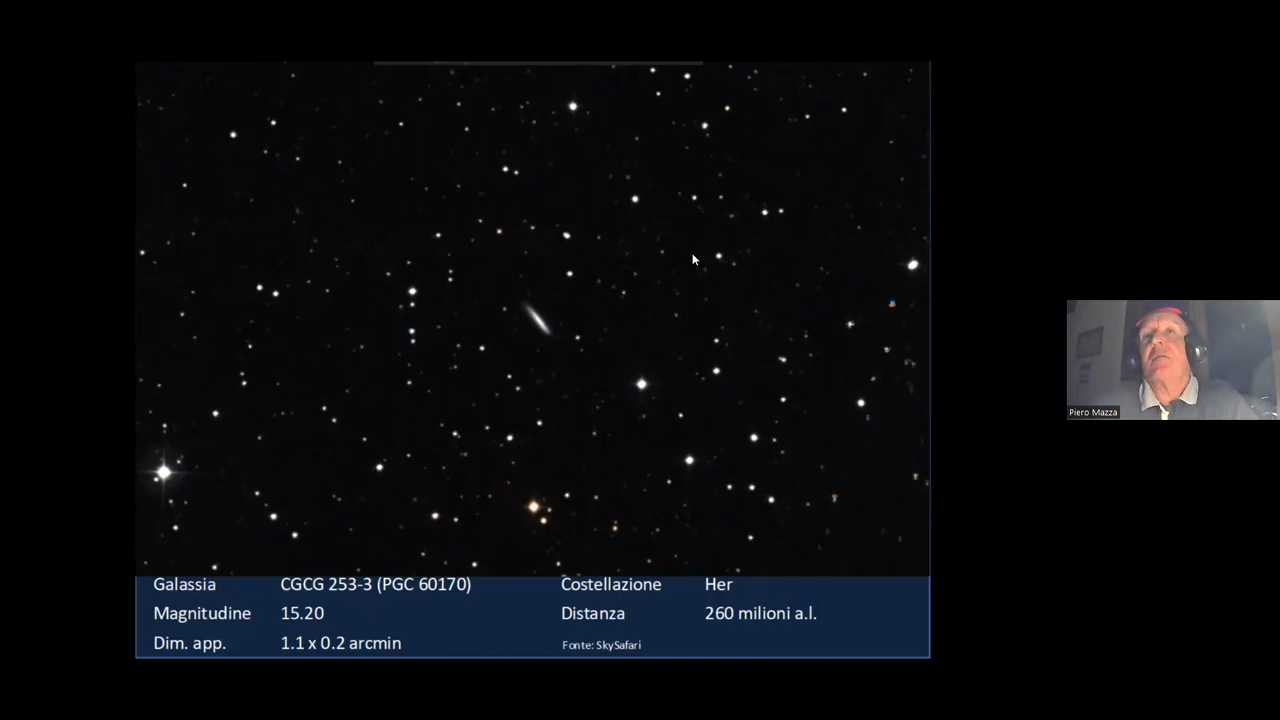 Galassia CGCG 253-3 (PGC 60170) Costellazione Her
Magnitudine 15.20 Distanza 260 milioni a.l.
Dim. app. 1.1 x 0.2 arcmin Fonte: SkySafari
Piero Mazza